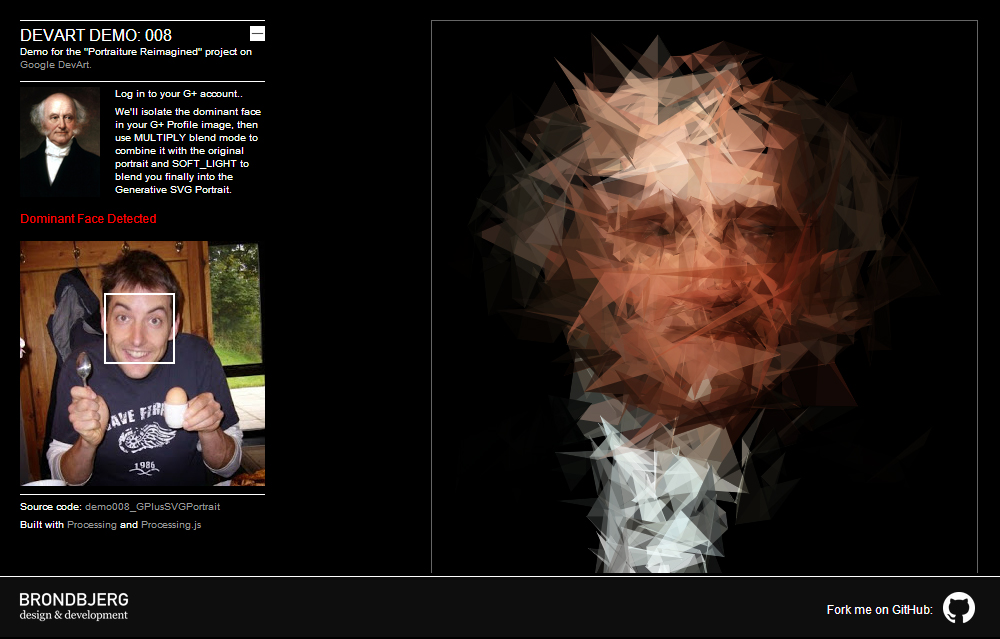 DEVART DEMO: 008
Demo for the "Portraiture Reimagined" project on
Google DevArt.
Log in to your G+ account..
We'll isolate the dominant face
in your G+ Profile image, then
use MULTIPLY blend mode to
combine it with the original
portrait and SOFT_LIGHT to
blend you finally into the
Generative SVG Portrait.
Dominant Face Detected
1986
Source code: demo008_GPlusSVGPortrait
Built with Processing and Processing.js
BRONDBJERG
design & development
Fork me on GitHub: